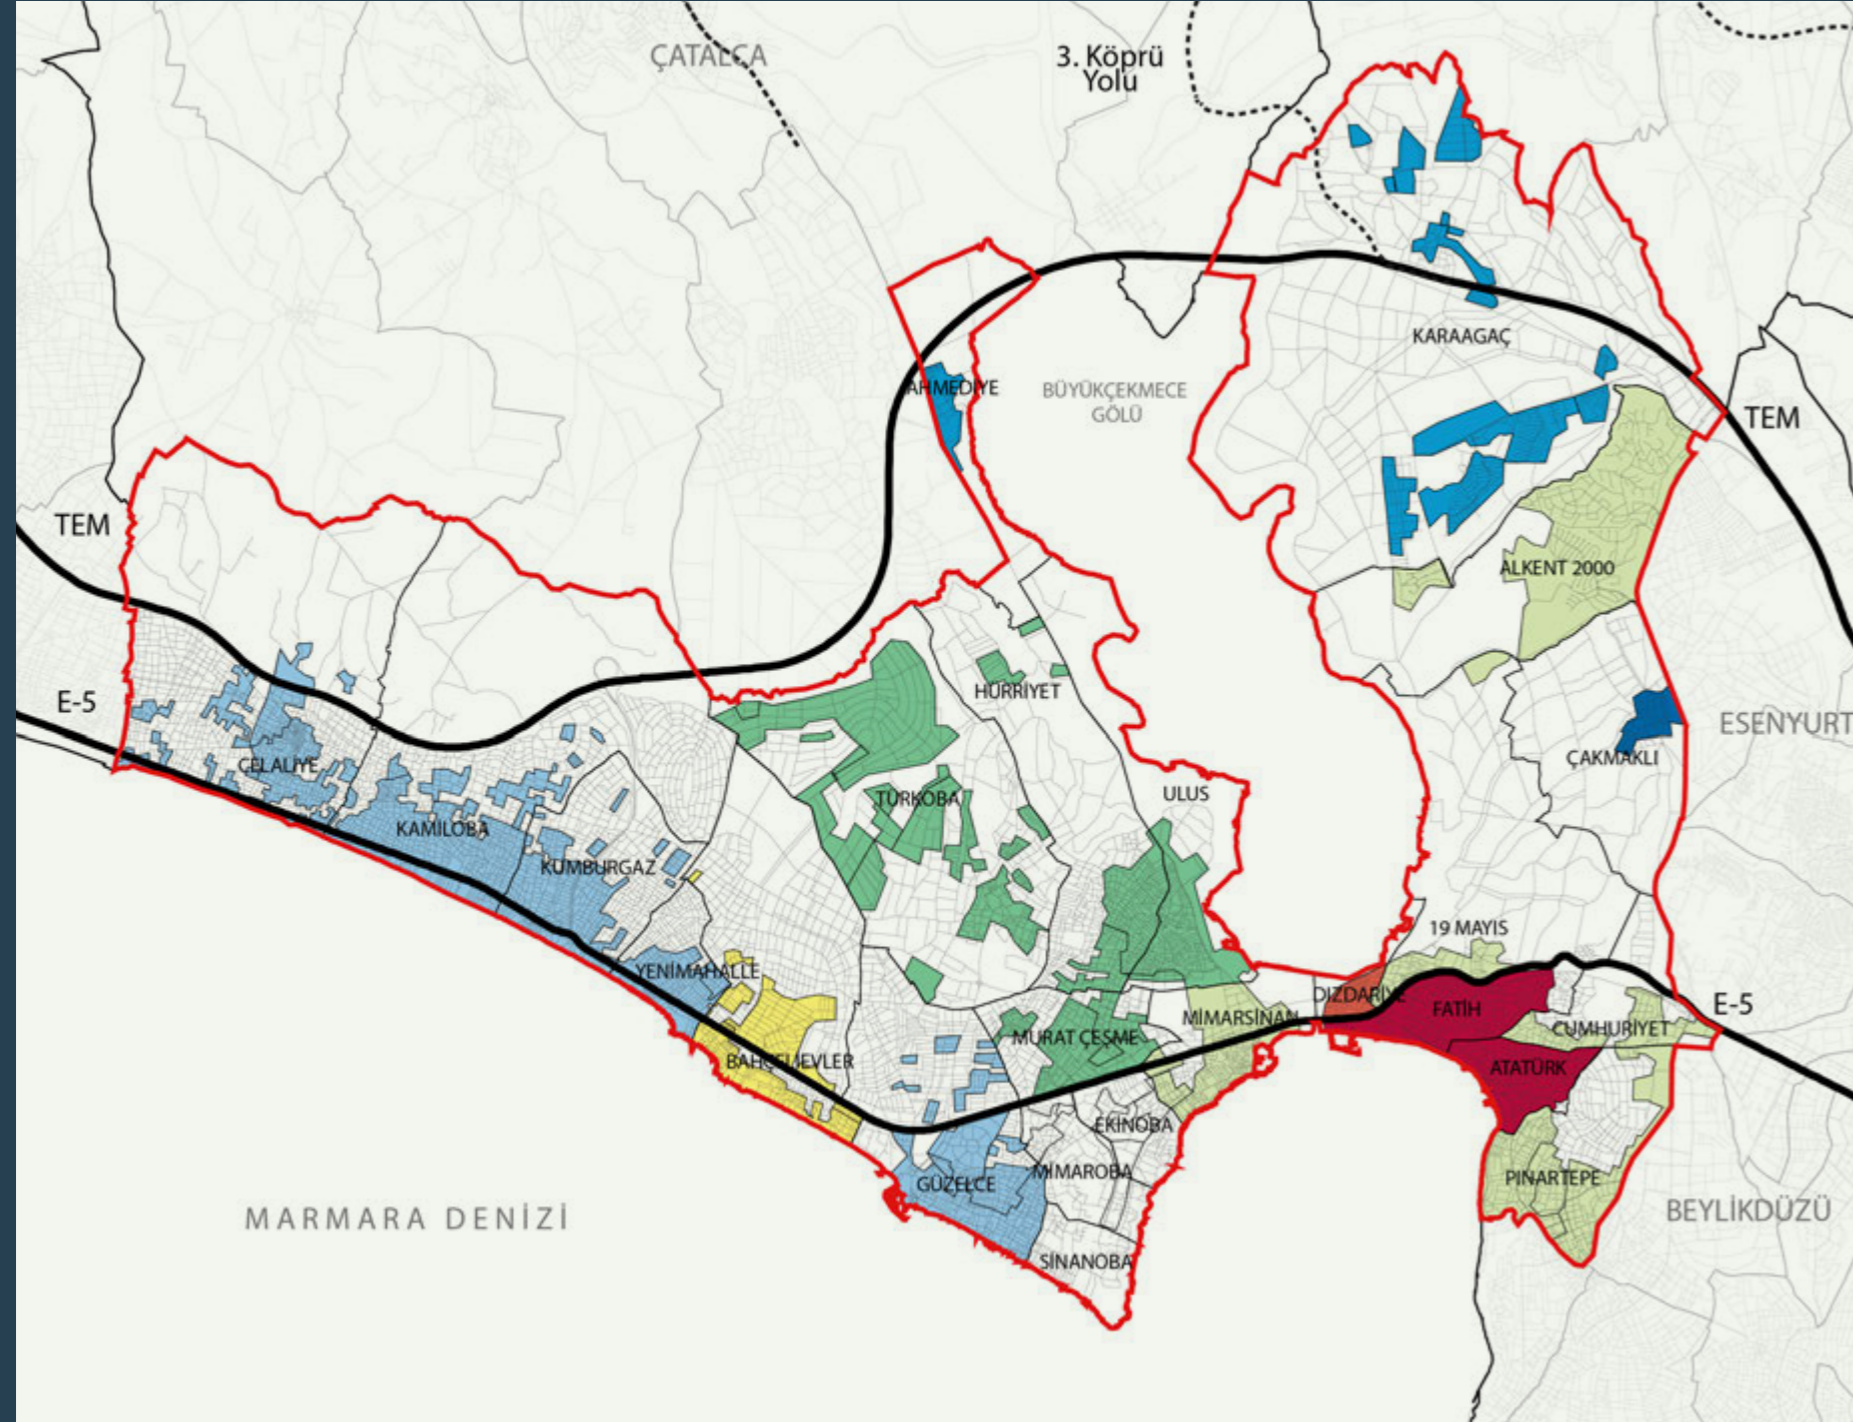 ÇATALCA
3. Köprü
Yolu
KARAAGAÇ
AHMEDİYE
BÜYÜKÇEKMECE
GÖLÜ
TEM
TEM
ALKENT 2000
E-5
HÜRRİYET
ESENYURT
ÇAKMAKLI
CELALİYE
ULUS
TÜRKOBA
KAMİLOBA
KUMBURGAZ
19 MAYIS
YENİMAHALLE
DIZDARİYE
FATİH
E-5
MİMARSİNAN
CUMHURİYET
MURAT ÇEŞME
BAHÇELİEVLER
ATATÜRK
EKİNOBA
MİMAROBA
PINARTEPE
GÜZELCE
BEYLİKDÜZÜ
MARMARA DENİZİ
SİNANOBA